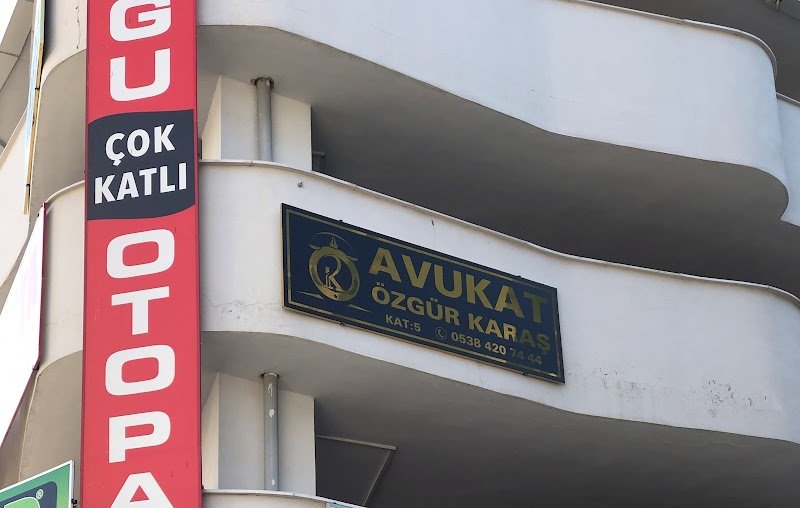 GU
ÇOK
KATLI
OTOPA
AVUKAT
ÖZGÜR KARAŞ
KAT:5 0538 420 74 44